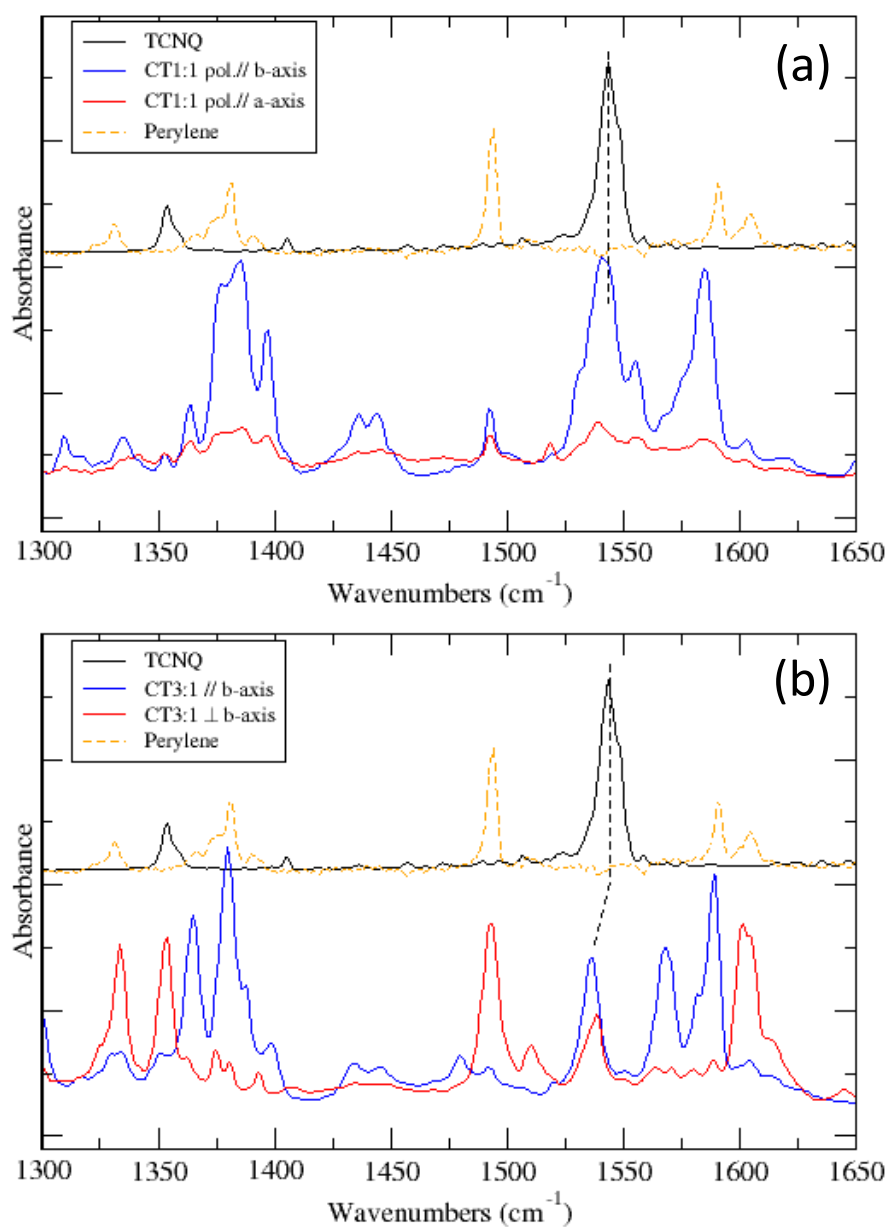 (a)
TCNQ
CT1:1 pol.// b-axis
CT1:1 pol.// a-axis
Perylene
Absorbance
1300 1350 1400 1450 1500 1550 1600 1650
Wavenumbers (cm⁻¹)
(b)
TCNQ
CT3:1 // b-axis
CT3:1 ⊥ b-axis
Perylene
Absorbance
1300 1350 1400 1450 1500 1550 1600 1650
Wavenumbers (cm⁻¹)